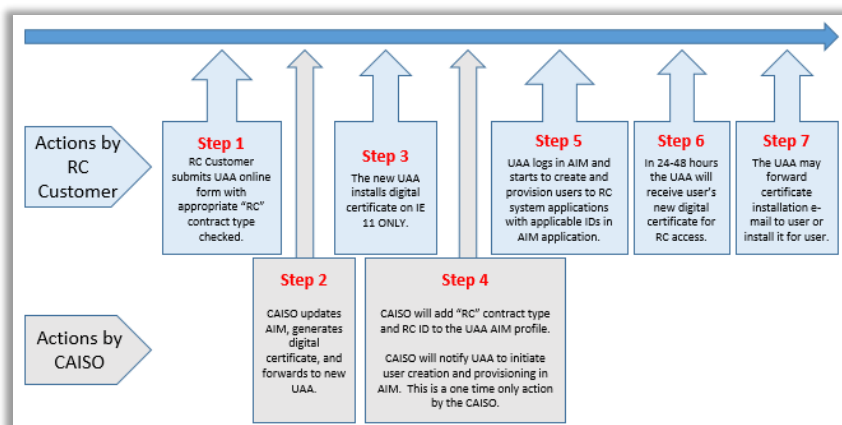 Actions by
RC
Customer
Step 1
RC Customer
submits UAA online
form with
appropriate “RC”
contract type
checked.
Step 3
The new UAA
installs digital
certificate on IE
11 ONLY.
Step 5
UAA logs in AIM and
starts to create and
provision users to RC
system applications
with applicable IDs in
AIM application.
Step 6
In 24-48 hours
the UAA will
receive user’s
new digital
certificate for
RC access.
Step 7
The UAA may
forward
certificate
installation e-
mail to user or
install it for user.
Actions by
CAISO
Step 2
CAISO updates
AIM, generates
digital
certificate, and
forwards to new
UAA.
Step 4
CAISO will add “RC” contract type
and RC ID to the UAA AIM profile.
CAISO will notify UAA to initiate
user creation and provisioning in
AIM. This is a one time only action
by the CAISO.